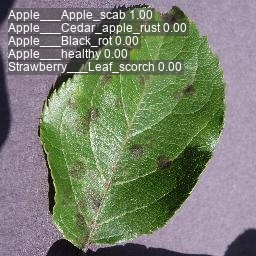 Apple___Apple_scab 1.00
Apple___Cedar_apple_rust 0.00
Apple___Black_rot 0.00
Apple___healthy 0.00
Strawberry___Leaf_scorch 0.00